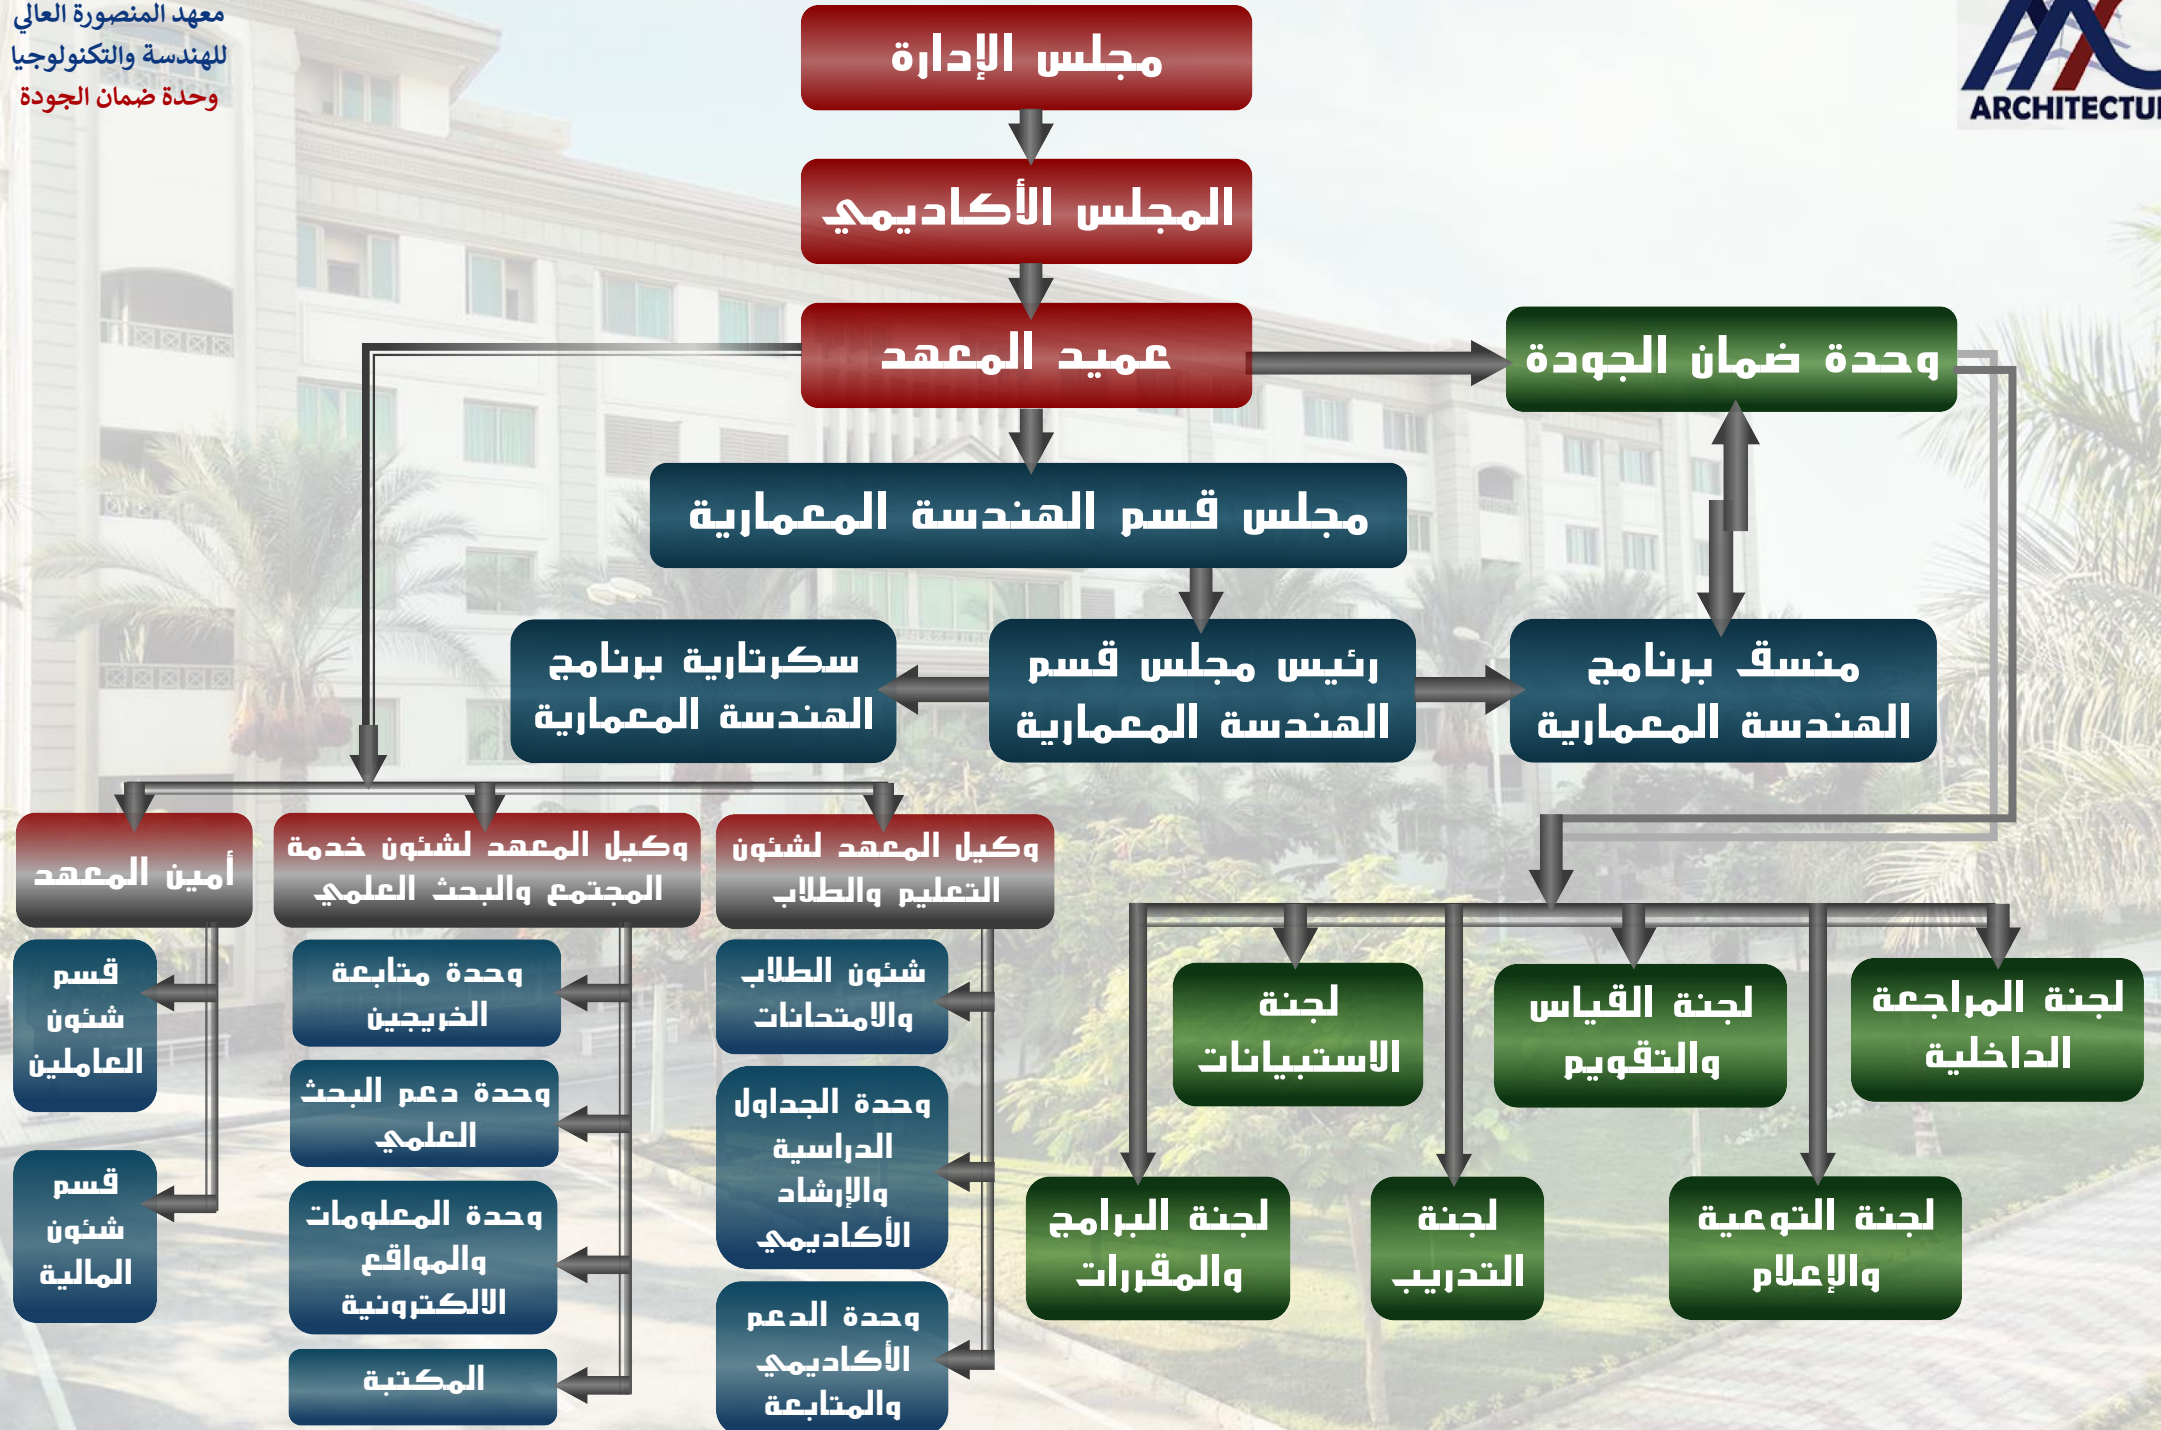 معهد المنصورة العالي
للهندسة والتكنولوجيا
وحدة ضمان الجودة
ARCHITECTU
مجلس الإدارة
المجلس الأكاديمي
عميد المعهد
وحدة ضمان الجودة
مجلس قسم الهندسة المعمارية
منسق برنامج
الهندسة المعمارية
رئيس مجلس قسم
الهندسة المعمارية
سكرتارية برنامج
الهندسة المعمارية
وكيل المعهد لشئون
التعليم والطلاب
وكيل المعهد لشئون خدمة
المجتمع والبحث العلمي
أمين المعهد
لجنة المراجعة
الداخلية
لجنة القياس
والتقويم
لجنة
الاستبيانات
لجنة التوعية
والإعلام
لجنة
التدريب
لجنة البرامج
والمقررات
شئون الطلاب
والامتحانات
وحدة الجداول
الدراسية
والإرشاد
الأكاديمي
وحدة الدعم
الأكاديمي
والمتابعة
وحدة متابعة
الخريجين
وحدة دعم البحث
العلمي
وحدة المعلومات
والمواقع
الالكترونية
المكتبة
قسم
شئون
العاملين
قسم
شئون
المالية